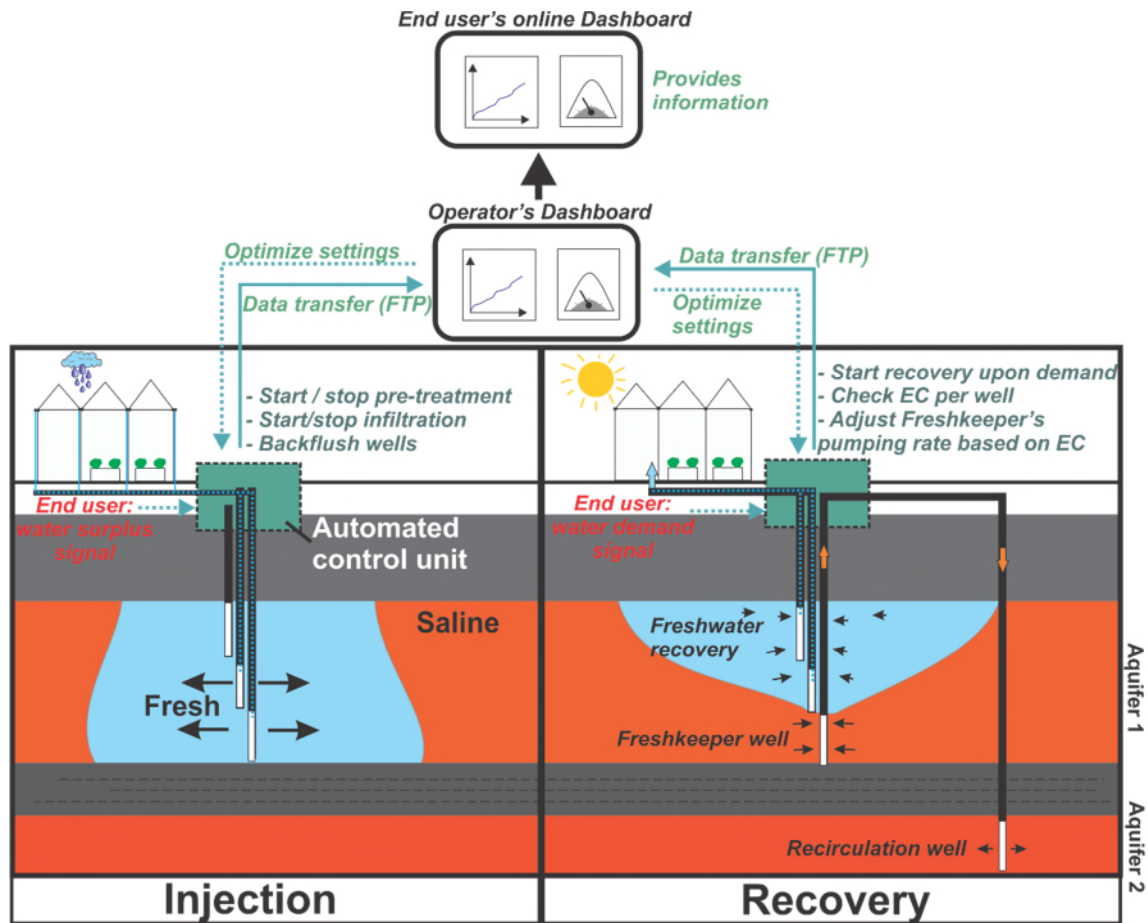 End user's online Dashboard
Provides
information
Operator's Dashboard
Optimize settings
Data transfer (FTP)
Data transfer (FTP)
Optimize
settings
- Start / stop pre-treatment
- Start/stop infiltration
- Backflush wells
- Start recovery upon demand
- Check EC per well
- Adjust Freshkeeper's
pumping rate based on EC
End user:
water surplus
signal
Automated
control unit
End user:
water demand
signal
Saline
Fresh
Freshwater
recovery
Freshkeeper well
Recirculation well
Aquifer 1
Aquifer 2
Injection
Recovery